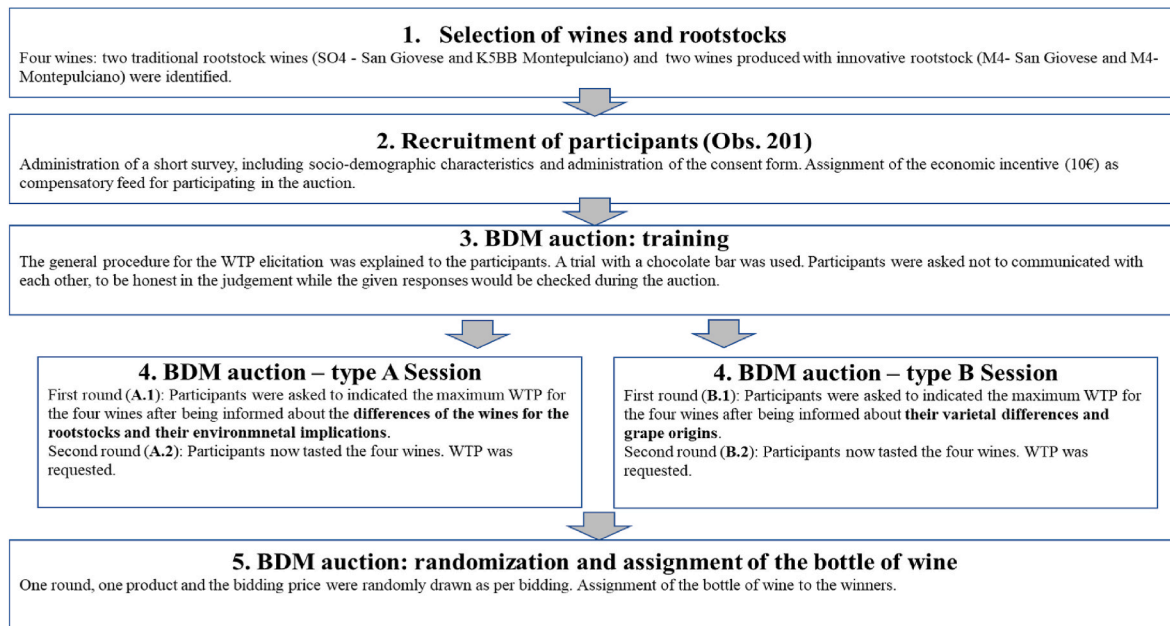 1. Selection of wines and rootstocks
Four wines: two traditional rootstock wines (SO4 - San Giovese and K5BB Montepulciano) and two wines produced with innovative rootstock (M4- San Giovese and M4-
Montepulciano) were identified.
2. Recruitment of participants (Obs. 201)
Administration of a short survey, including socio-demographic characteristics and administration of the consent form. Assignment of the economic incentive (10€) as
compensatory feed for participating in the auction.
3. BDM auction: training
The general procedure for the WTP elicitation was explained to the participants. A trial with a chocolate bar was used. Participants were asked not to communicated with
each other, to be honest in the judgement while the given responses would be checked during the auction.
4. BDM auction – type A Session
First round (A.1): Participants were asked to indicated the maximum WTP for
the four wines after being informed about the differences of the wines for the
rootstocks and their environmnetal implications.
Second round (A.2): Participants now tasted the four wines. WTP was
requested.
4. BDM auction – type B Session
First round (B.1): Participants were asked to indicated the maximum WTP for
the four wines after being informed about their varietal differences and
grape origins.
Second round (B.2): Participants now tasted the four wines. WTP was
requested.
5. BDM auction: randomization and assignment of the bottle of wine
One round, one product and the bidding price were randomly drawn as per bidding. Assignment of the bottle of wine to the winners.